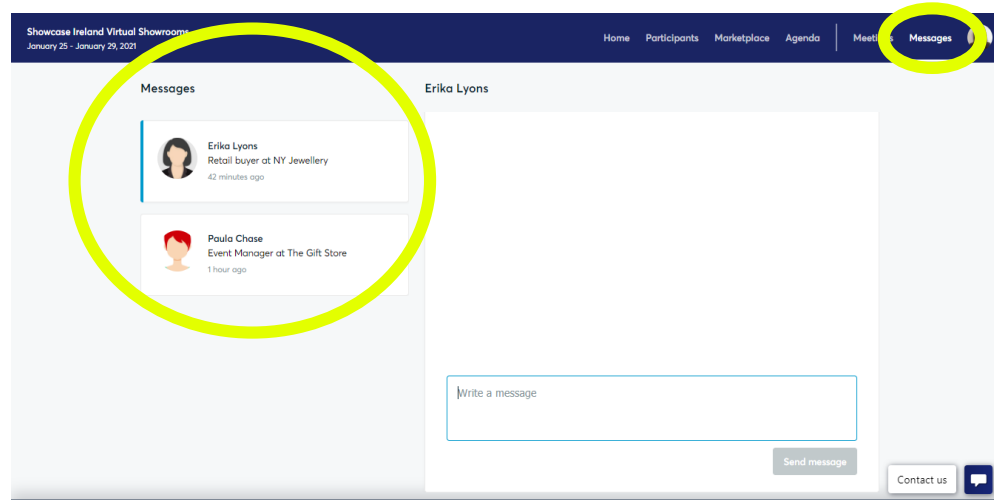 Showcase Ireland Virtual Showrooms
January 25 - January 29, 2021
Home Participants Marketplace Agenda Meetings Messages
Messages
Erika Lyons
Retail buyer at NY Jewellery
42 minutes ago
Paula Chase
Event Manager at The Gift Store
1 hour ago
Erika Lyons
Write a message
Send message
Contact us